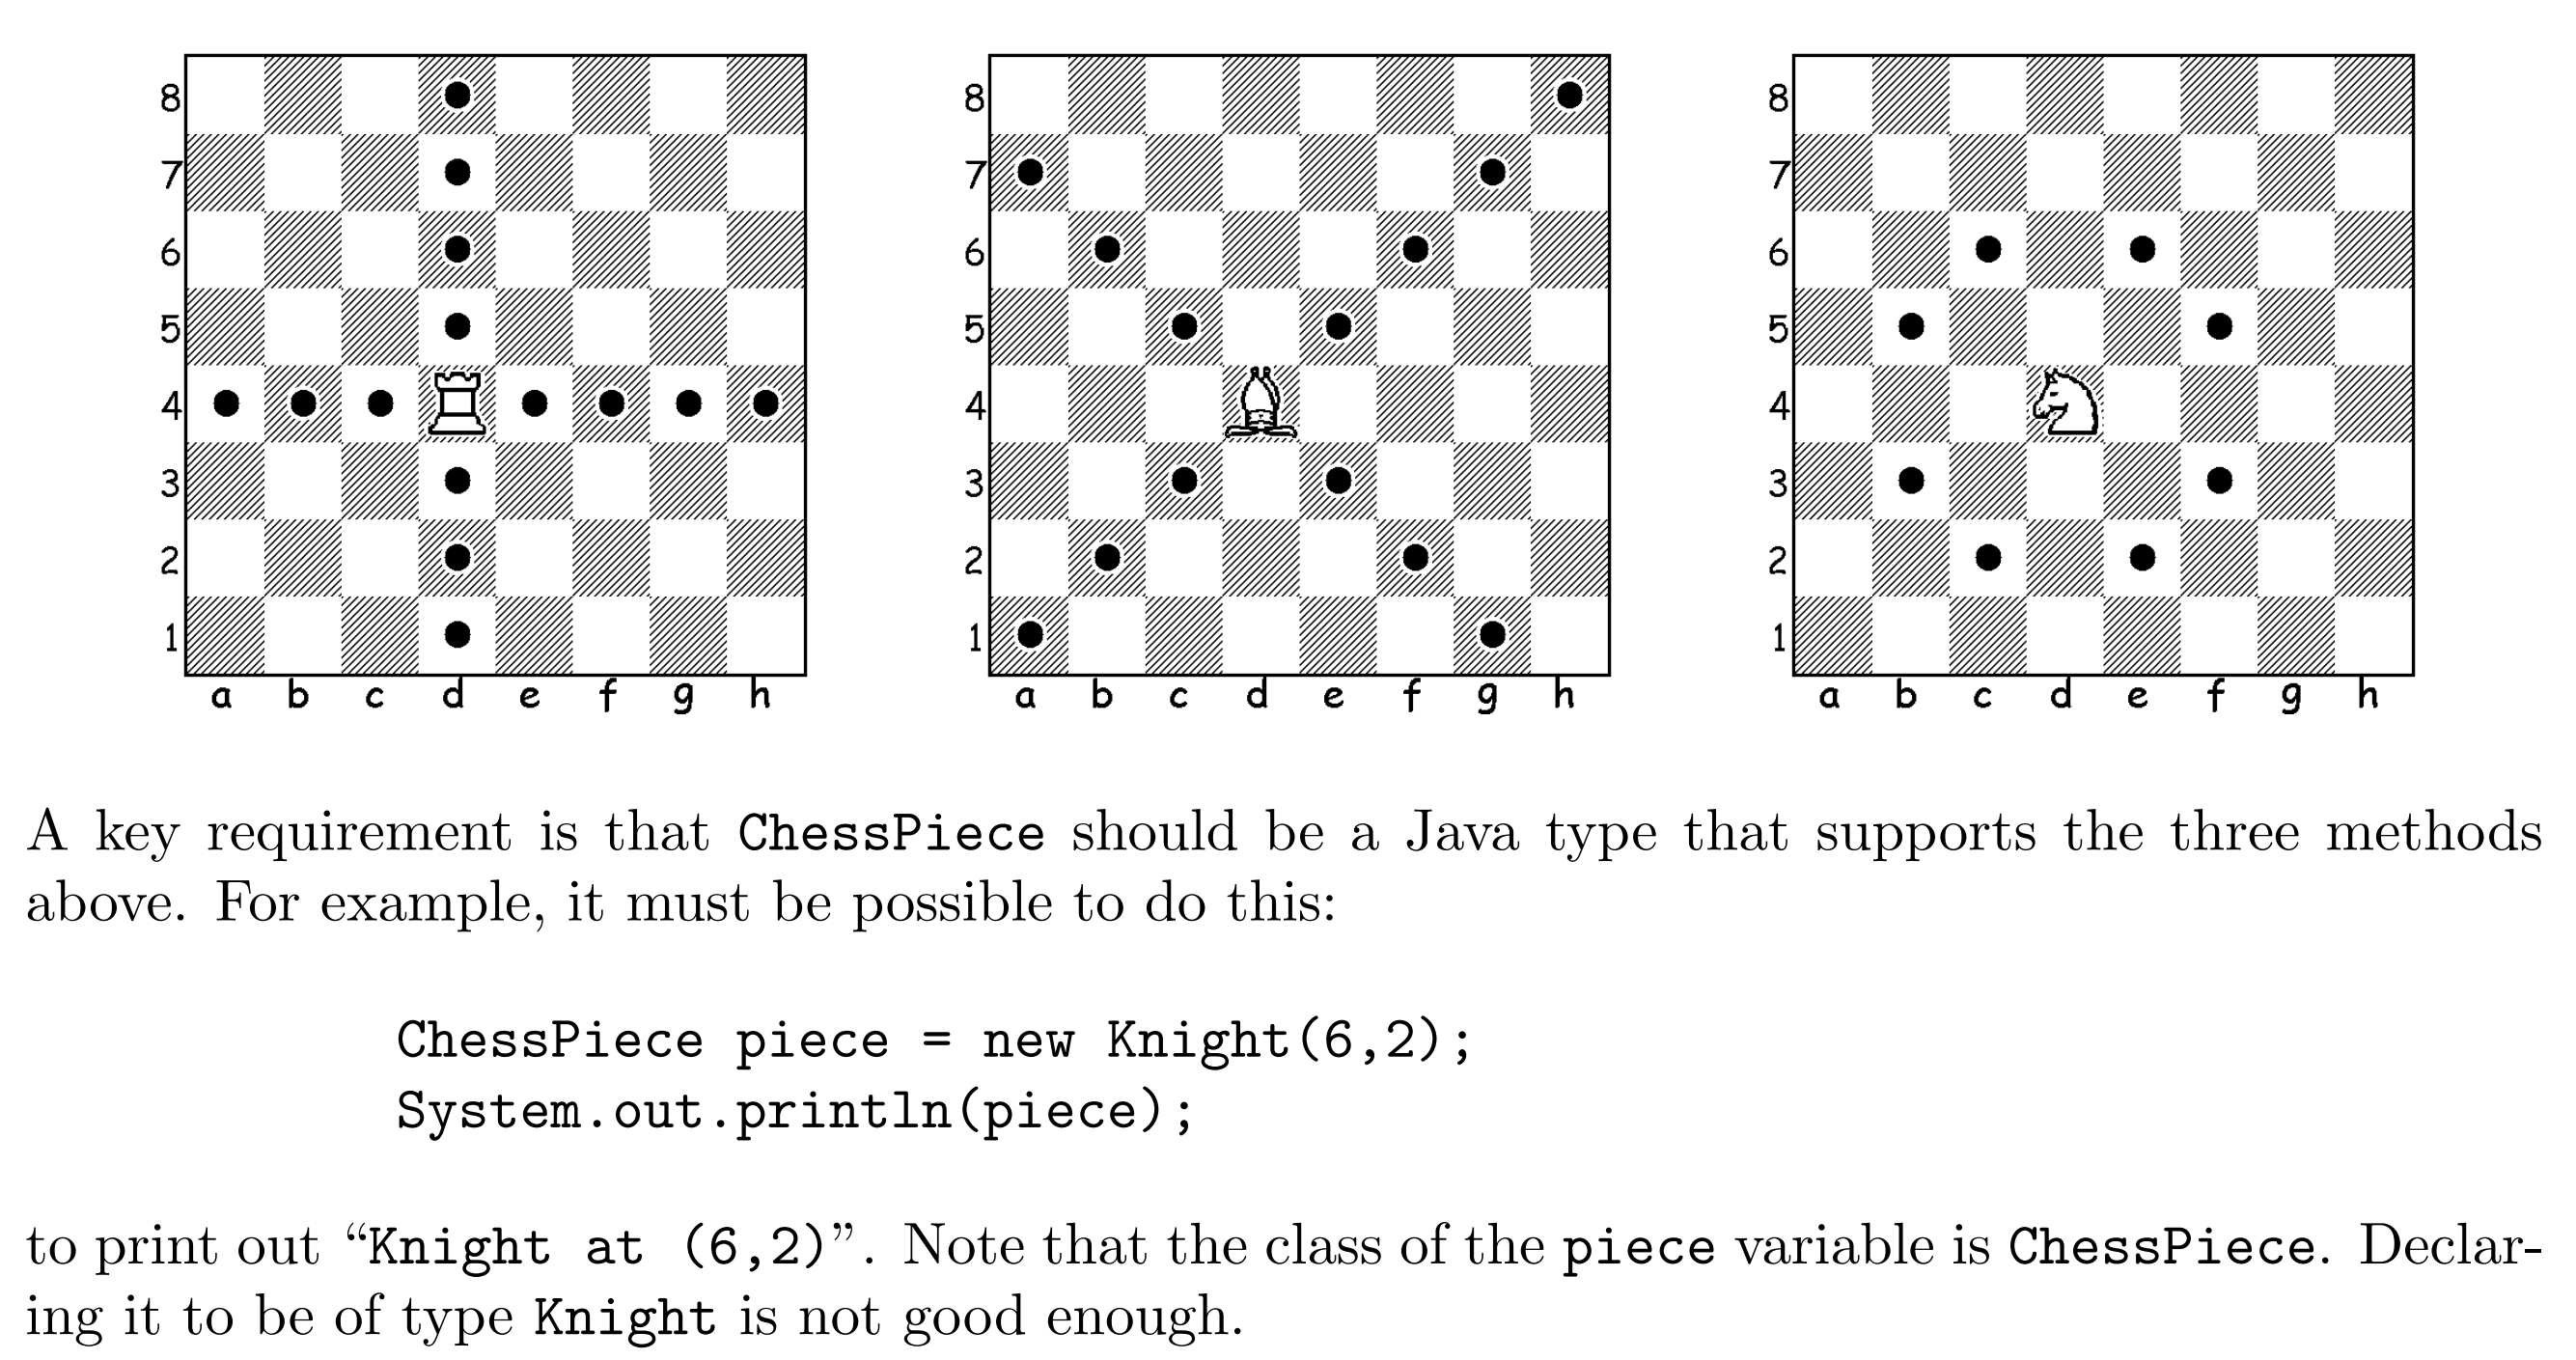 8 8 8
7 7 7
6 6 6
5 5 5
4 4 4
3 3 3
2 2 2
1 1 1
a b c d e f g h a b c d e f g h a b c d e f g h
A key requirement is that ChessPiece should be a Java type that supports the three methods
above. For example, it must be possible to do this:
ChessPiece piece = new Knight(6,2);
System.out.println(piece);
to print out “Knight at (6,2)”. Note that the class of the piece variable is ChessPiece. Declar-
ing it to be of type Knight is not good enough.